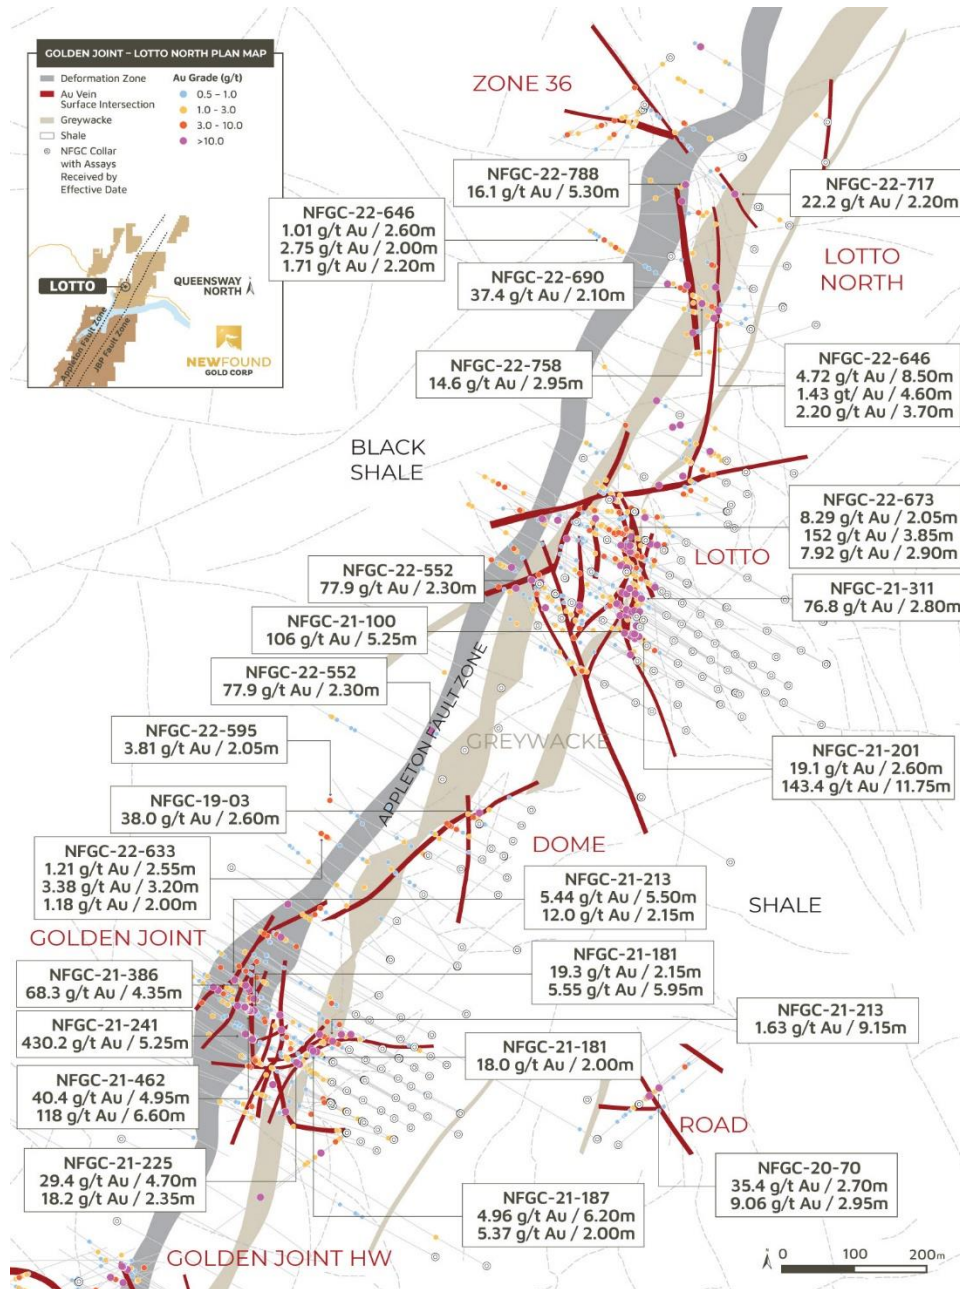 GOLDEN JOINT – LOTTO NORTH PLAN MAP
Deformation Zone
Au Vein
Surface Intersection
Greywacke
Shale
NFGC Collar
with Assays
Received by
Effective Date
Au Grade (g/t)
0.5 – 1.0
1.0 - 3.0
3.0 - 10.0
>10.0
LOTTO
QUEENSWAY
NORTH
Appleton Fault Zone
JBP Fault Zone
NEWFOUND
GOLD CORP
ZONE 36
NFGC-22-788
16.1 g/t Au / 5.30m
NFGC-22-717
22.2 g/t Au / 2.20m
NFGC-22-646
1.01 g/t Au / 2.60m
2.75 g/t Au / 2.00m
1.71 g/t Au / 2.20m
LOTTO
NORTH
NFGC-22-690
37.4 g/t Au / 2.10m
NFGC-22-758
14.6 g/t Au / 2.95m
NFGC-22-646
4.72 g/t Au / 8.50m
1.43 gt/ Au / 4.60m
2.20 g/t Au / 3.70m
BLACK
SHALE
NFGC-22-673
8.29 g/t Au / 2.05m
152 g/t Au / 3.85m
7.92 g/t Au / 2.90m
LOTTO
NFGC-22-552
77.9 g/t Au / 2.30m
NFGC-21-311
76.8 g/t Au / 2.80m
NFGC-21-100
106 g/t Au / 5.25m
NFGC-22-552
77.9 g/t Au / 2.30m
APPLETON FAULT ZONE
GREYWACKE
NFGC-22-595
3.81 g/t Au / 2.05m
NFGC-21-201
19.1 g/t Au / 2.60m
143.4 g/t Au / 11.75m
NFGC-19-03
38.0 g/t Au / 2.60m
DOME
NFGC-22-633
1.21 g/t Au / 2.55m
3.38 g/t Au / 3.20m
1.18 g/t Au / 2.00m
NFGC-21-213
5.44 g/t Au / 5.50m
12.0 g/t Au / 2.15m
SHALE
GOLDEN JOINT
NFGC-21-386
68.3 g/t Au / 4.35m
NFGC-21-181
19.3 g/t Au / 2.15m
5.55 g/t Au / 5.95m
NFGC-21-213
1.63 g/t Au / 9.15m
NFGC-21-241
430.2 g/t Au / 5.25m
NFGC-21-181
18.0 g/t Au / 2.00m
NFGC-21-462
40.4 g/t Au / 4.95m
118 g/t Au / 6.60m
ROAD
NFGC-21-225
29.4 g/t Au / 4.70m
18.2 g/t Au / 2.35m
NFGC-20-70
35.4 g/t Au / 2.70m
9.06 g/t Au / 2.95m
NFGC-21-187
4.96 g/t Au / 6.20m
5.37 g/t Au / 2.00m
GOLDEN JOINT HW
0 100 200m